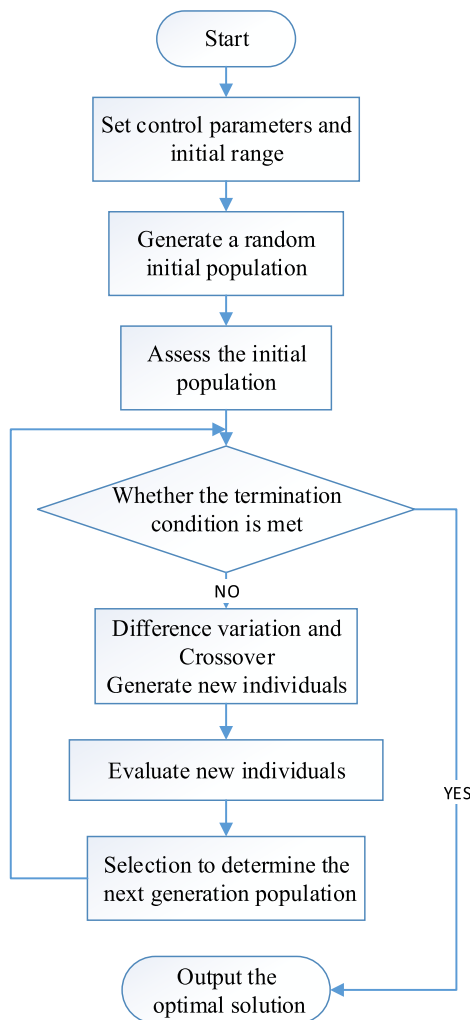 Start
Set control parameters and
initial range
Generate a random
initial population
Assess the initial
population
Whether the termination
condition is met
NO
Difference variation and
Crossover
Generate new individuals
Evaluate new individuals
YES
Selection to determine the
next generation population
Output the
optimal solution